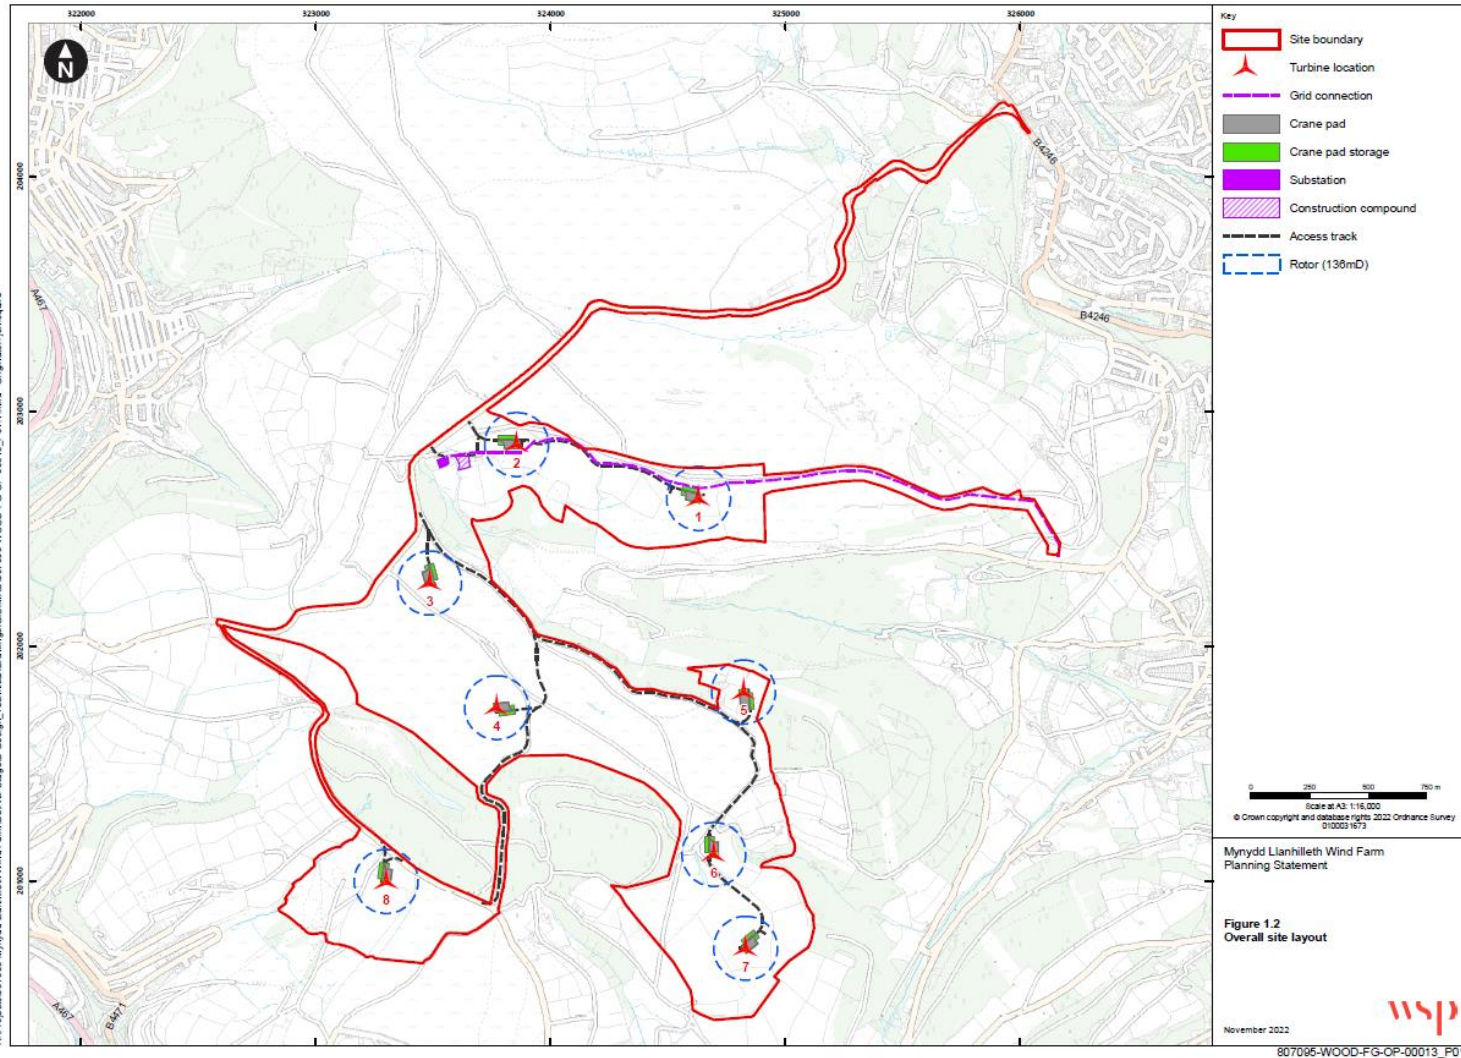 322000
323000
324000
325000
326000
204000
203000
202000
201000
N
A467
B4246
B4246
A467
B4471
1
2
3
4
5
6
7
8
Key
Site boundary
Turbine location
Grid connection
Crane pad
Crane pad storage
Substation
Construction compound
Access track
Rotor (136mD)
0 250 500 750 m
Scale at A3: 1:16,000
© Crown copyright and database rights 2022 Ordnance Survey
0100031673
Mynydd Llanhilleth Wind Farm
Planning Statement
Figure 1.2
Overall site layout
wsp
November 2022
807095-WOOD-FG-OP-00013_P01